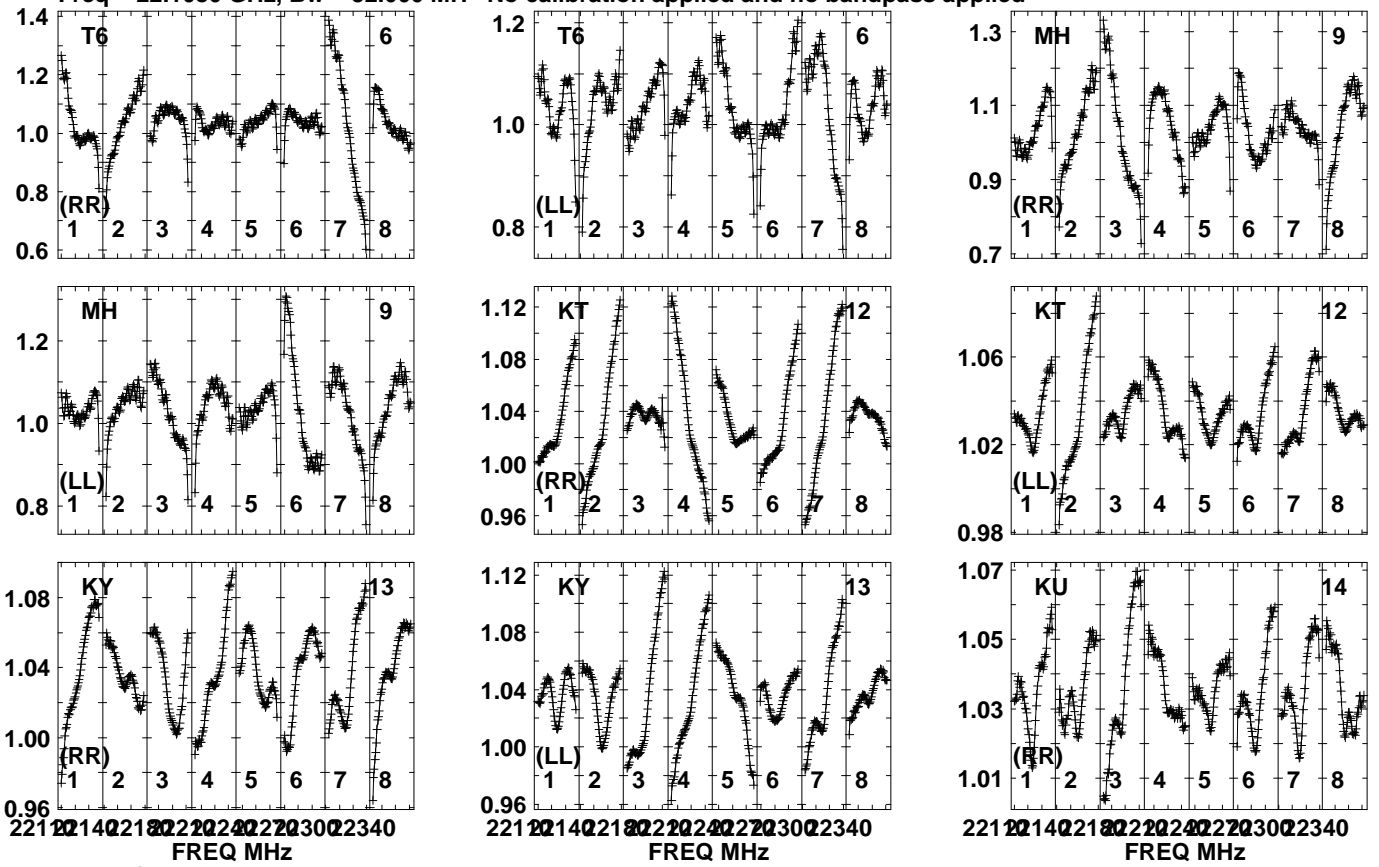 No calibration applied and no bandpass applied
1.4 T6 6 1.2 T6 6 1.3 MH 9
1.2 1.1
1.0 1.0 0.9
0.8 (RR) (LL) (RR)
0.6 1 2 3 4 5 6 7 8 0.8 1 2 3 4 5 6 7 8 0.7 1 2 3 4 5 6 7 8
MH 9 1.12 KT 12 KT 12
1.2 1.08 1.06
1.0 1.04 1.02
1.00
(LL) (RR) (LL)
0.8 1 2 3 4 5 6 7 8 0.96 1 2 3 4 5 6 7 8 0.98 1 2 3 4 5 6 7 8
1.08 KY 13 1.12 KY 13 1.07 KU 14
1.04 1.08 1.05
1.04 1.03
1.00 (RR) 1.00 (LL) (RR)
1 2 3 4 5 6 7 8 1 2 3 4 5 6 7 8 1.01 1 2 3 4 5 6 7 8
0.96 0.96
FREQ MHz FREQ MHz FREQ MHz